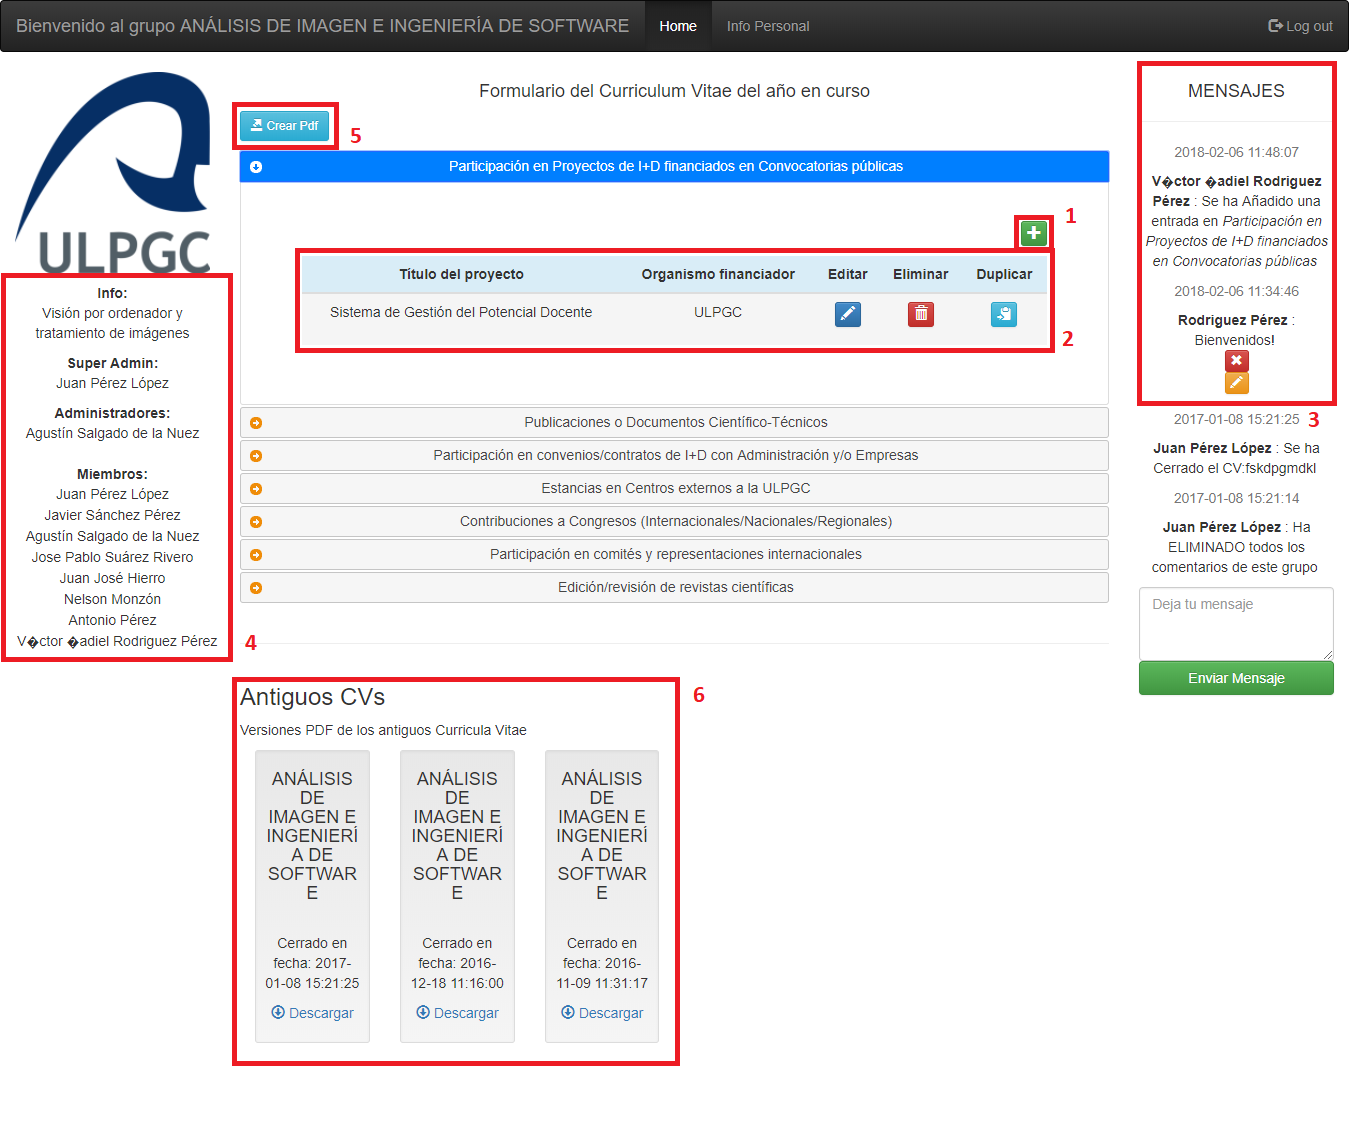 Bienvenido al grupo ANÁLISIS DE IMAGEN E INGENIERÍA DE SOFTWARE
Home
Info Personal
Log out
ULPGC
Info:
Visión por ordenador y
tratamiento de imágenes
Super Admin:
Juan Pérez López
Administradores:
Agustín Salgado de la Nuez
Miembros:
Juan Pérez López
Javier Sánchez Pérez
Agustín Salgado de la Nuez
Jose Pablo Suárez Rivero
Juan José Hierro
Nelson Monzón
Antonio Pérez
V�ctor �adiel Rodriguez Pérez
4
Formulario del Curriculum Vitae del año en curso
Crear Pdf
5
Participación en Proyectos de I+D financiados en Convocatorias públicas
1
Título del proyecto Organismo financiador Editar Eliminar Duplicar
Sistema de Gestión del Potencial Docente ULPGC
2
Publicaciones o Documentos Científico-Técnicos
Participación en convenios/contratos de I+D con Administración y/o Empresas
Estancias en Centros externos a la ULPGC
Contribuciones a Congresos (Internacionales/Nacionales/Regionales)
Participación en comités y representaciones internacionales
Edición/revisión de revistas científicas
Antiguos CVs
6
Versiones PDF de los antiguos Curricula Vitae
ANÁLISIS
DE
IMAGEN E
INGENIERÍ
A DE
SOFTWAR
E
Cerrado en
fecha: 2017-
01-08 15:21:25
Descargar
ANÁLISIS
DE
IMAGEN E
INGENIERÍ
A DE
SOFTWAR
E
Cerrado en
fecha: 2016-
12-18 11:16:00
Descargar
ANÁLISIS
DE
IMAGEN E
INGENIERÍ
A DE
SOFTWAR
E
Cerrado en
fecha: 2016-
11-09 11:31:17
Descargar
MENSAJES
2018-02-06 11:48:07
V�ctor �adiel Rodriguez
Pérez : Se ha Añadido una
entrada en Participación en
Proyectos de I+D financiados
en Convocatorias públicas
2018-02-06 11:34:46
Rodriguez Pérez :
Bienvenidos!
2017-01-08 15:21:25
3
Juan Pérez López : Se ha
Cerrado el CV:fskdpgmdkl
2017-01-08 15:21:14
Juan Pérez López : Ha
ELIMINADO todos los
comentarios de este grupo
Deja tu mensaje
Enviar Mensaje